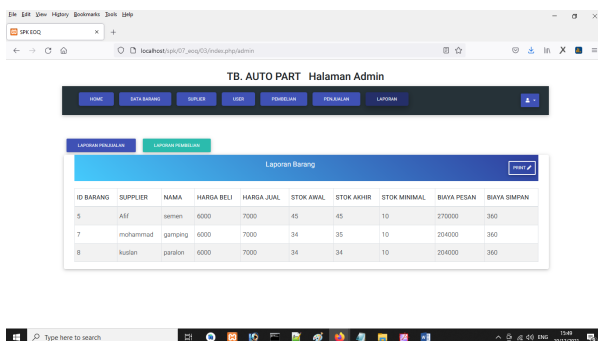 File Edit View History Bookmarks Tools Help
SPK EOQ
localhost/spk/07_eoq/03/index.php/admin
TB. AUTO PART Halaman Admin
HOME DATA BARANG SUPLIER USER PEMBELIAN PENJUALAN LAPORAN
LAPORAN PENJUALAN LAPORAN PEMBELIAN
Laporan Barang
PRINT
ID BARANG SUPPLIER NAMA HARGA BELI HARGA JUAL STOK AWAL STOK AKHIR STOK MINIMAL BIAYA PESAN BIAYA SIMPAN
5 Alif semen 6000 7000 45 45 10 270000 360
7 mohammad gamping 6000 7000 34 35 10 204000 360
8 kuslan paralon 6000 7000 34 34 10 204000 360
Type here to search
ENG
15:49